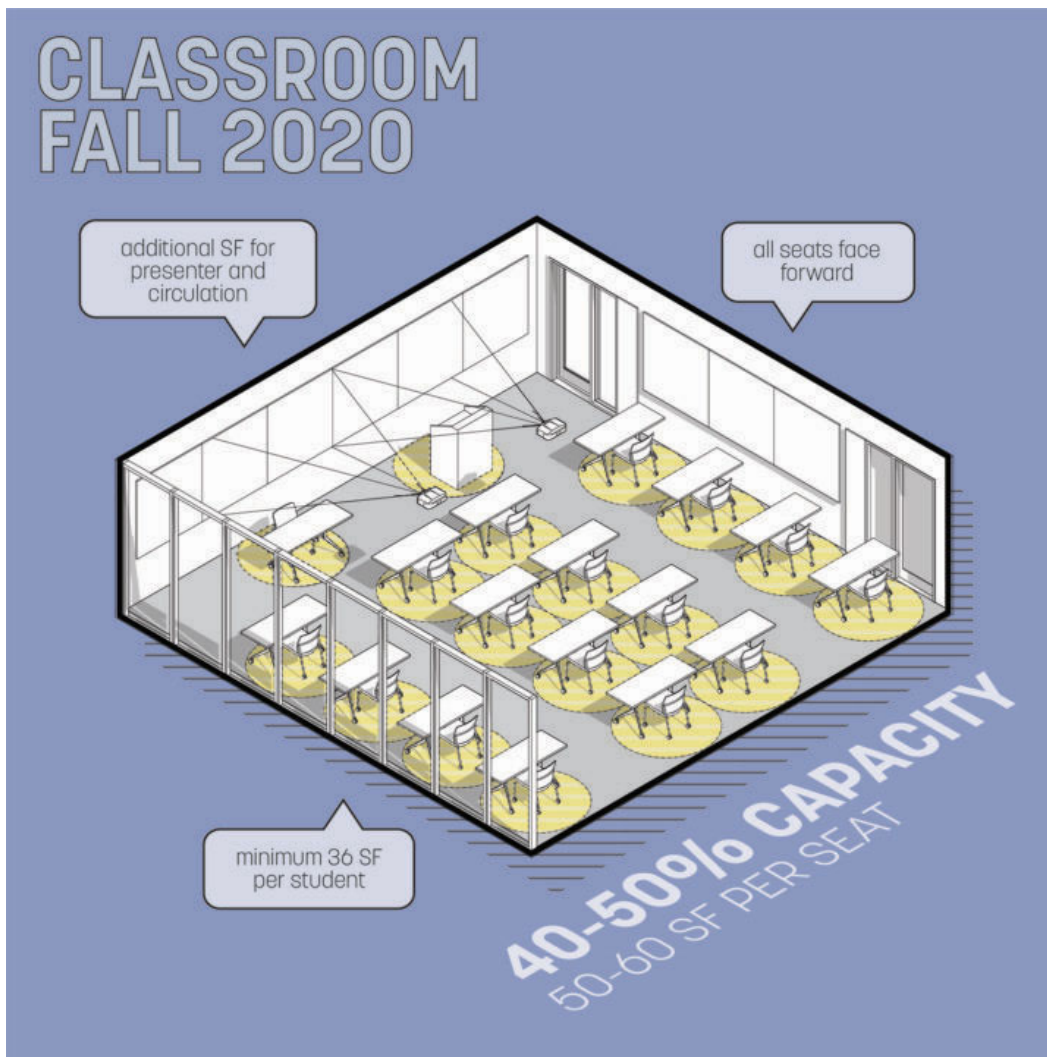 CLASSROOM
FALL 2020
additional SF for
presenter and
circulation
all seats face
forward
minimum 36 SF
per student
40-50% CAPACITY
50-60 SF PER SEAT